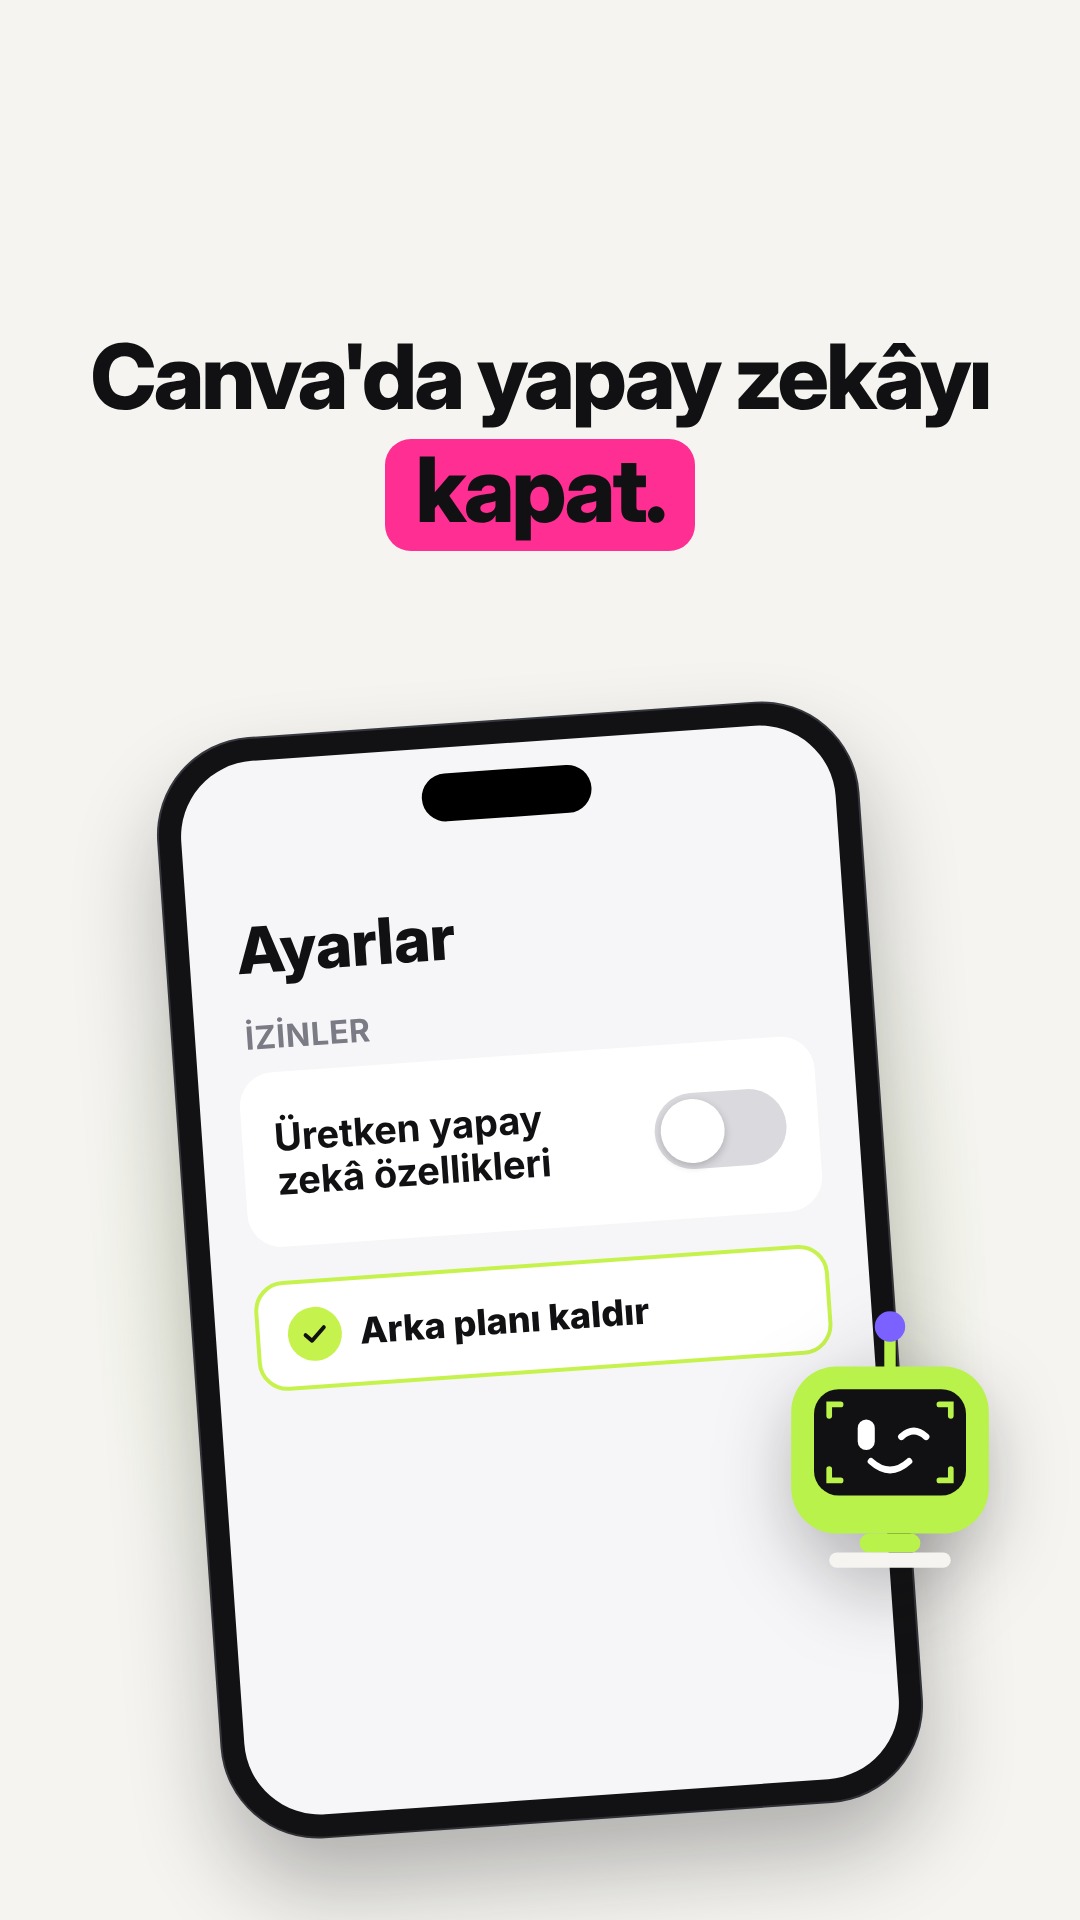 Canva'da yapay zekâyı
kapat.
Ayarlar
İZİNLER
Üretken yapay
zekâ özellikleri
Arka planı kaldır